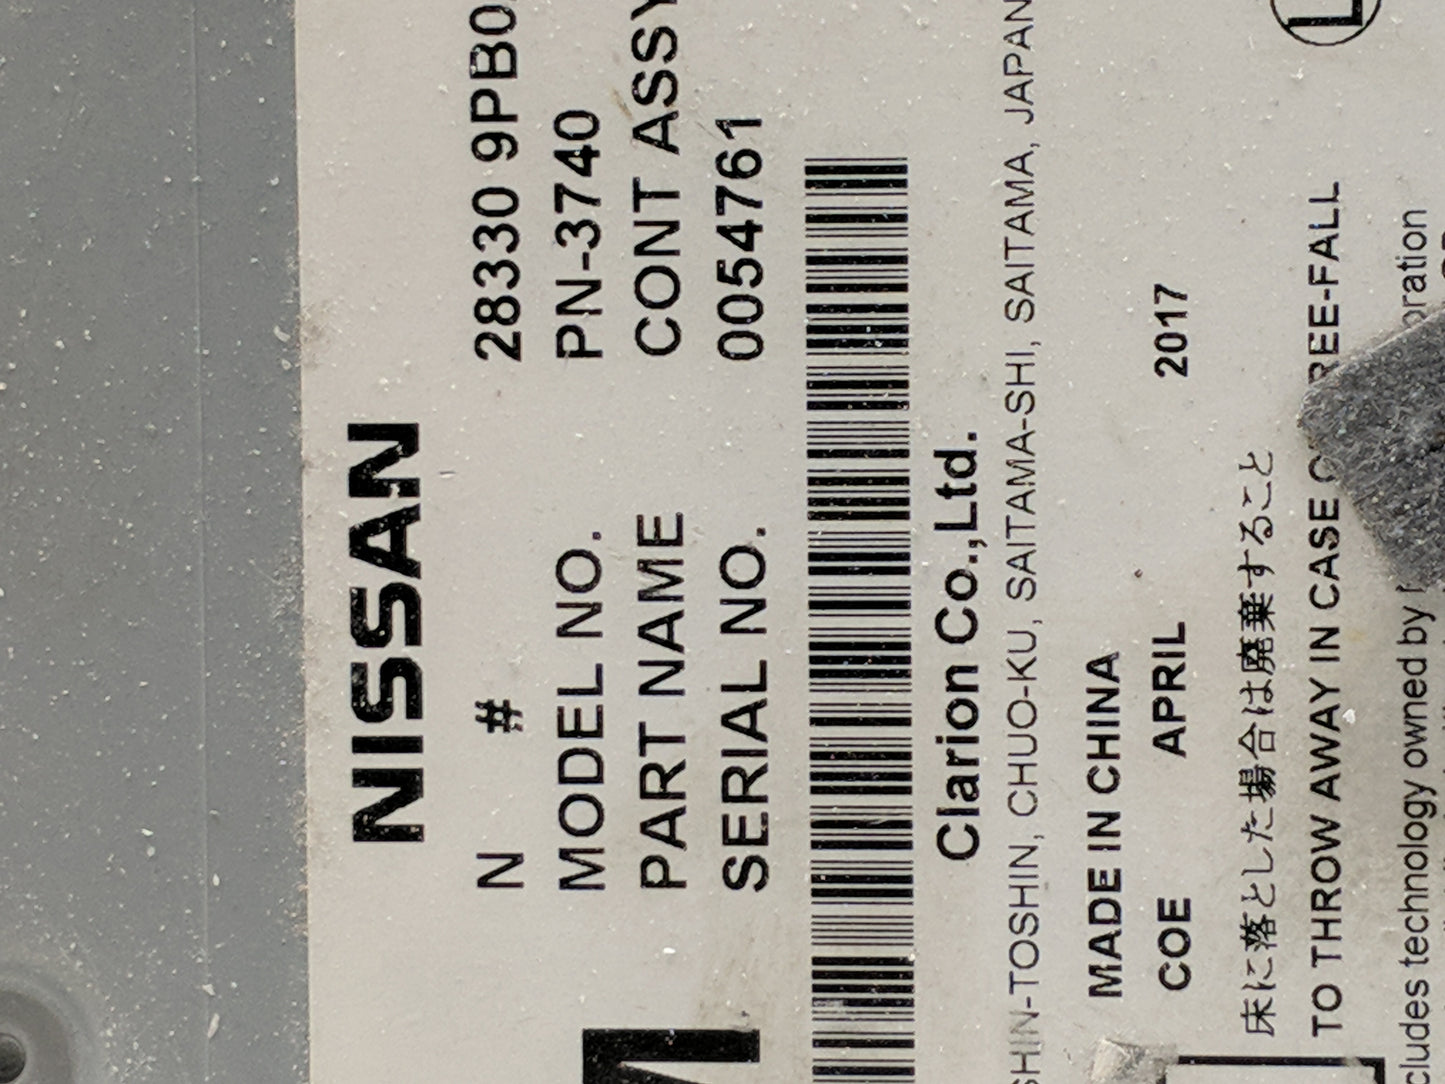 NISSAN
N # 28330 9PB0
MODEL NO. PN-3740
PART NAME CONT ASSY
SERIAL NO. 0054761
Clarion Co.,Ltd.
SHIN-TOSHIN, CHUO-KU, SAITAMA-SHI, SAITAMA, JAPAN
MADE IN CHINA
COE APRIL 2017
床に落とした場合は廃棄すること
TO THROW AWAY IN CASE REE-FALL
cludes technology owned by oration